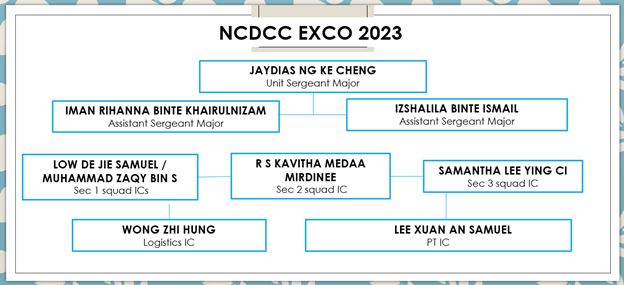 NCDCC EXCO 2023
JAYDIAS NG KE CHENG
Unit Sergeant Major
IMAN RIHANNA BINTE KHAIRULNIZAM
Assistant Sergeant Major
IZSHALILA BINTE ISMAIL
Assistant Sergeant Major
LOW DE JIE SAMUEL /
MUHAMMAD ZAQY BIN S
Sec 1 squad ICs
R S KAVITHA MEDAA
MIRDINEE
Sec 2 squad IC
SAMANTHA LEE YING CI
Sec 3 squad IC
WONG ZHI HUNG
Logistics IC
LEE XUAN AN SAMUEL
PT IC